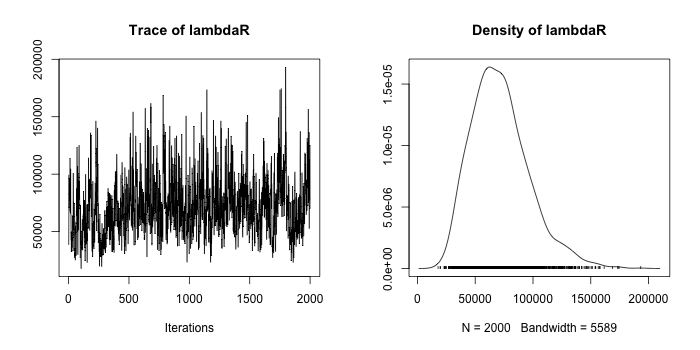 Trace of lambdaR
200000
150000
100000
50000
0 500 1000 1500 2000
Iterations
Density of lambdaR
1.5e-05
1.0e-05
5.0e-06
0.0e+00
0 50000 100000 150000 200000
N = 2000 Bandwidth = 5589